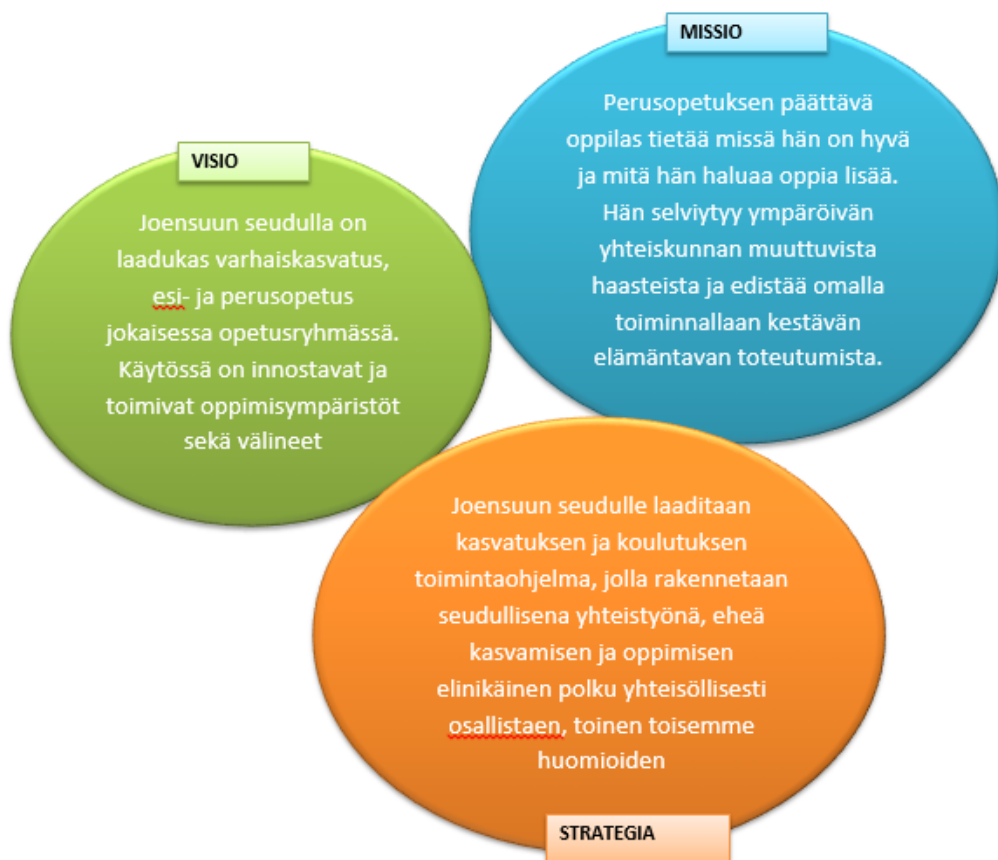 VISIO
Joensuun seudulla on
laadukas varhaiskasvatus,
esi- ja perusopetus
jokaisessa opetusryhmässä.
Käytössä on innostavat ja
toimivat oppimisympäristöt
sekä välineet
MISSIO
Perusopetuksen päättävä
oppilas tietää missä hän on hyvä
ja mitä hän haluaa oppia lisää.
Hän selviytyy ympäröivän
yhteiskunnan muuttuvista
haasteista ja edistää omalla
toiminnallaan kestävän
elämäntavan toteutumista.
Joensuun seudulle laaditaan
kasvatuksen ja koulutuksen
toimintaohjelma, jolla rakennetaan
seudullisena yhteistyönä, eheä
kasvamisen ja oppimisen
elinikäinen polku yhteisöllisesti
osallistaen, toinen toisemme
huomioiden
STRATEGIA